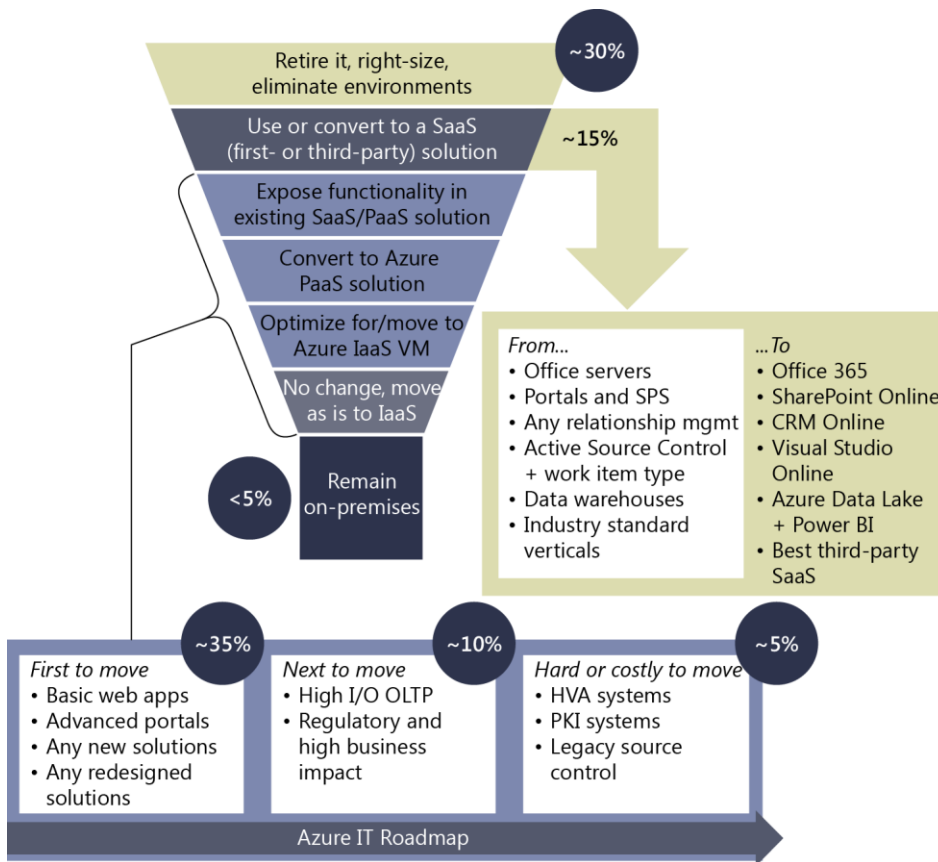 Retire it, right-size,
eliminate environments
~30%
Use or convert to a SaaS
(first- or third-party) solution
~15%
Expose functionality in
existing SaaS/PaaS solution
Convert to Azure
PaaS solution
Optimize for/move to
Azure IaaS VM
No change, move
as is to IaaS
<5%
Remain
on-premises
From...
• Office servers
• Portals and SPS
• Any relationship mgmt
• Active Source Control
+ work item type
• Data warehouses
• Industry standard
verticals
...To
• Office 365
• SharePoint Online
• CRM Online
• Visual Studio
Online
• Azure Data Lake
+ Power BI
• Best third-party
SaaS
~35%
First to move
• Basic web apps
• Advanced portals
• Any new solutions
• Any redesigned
solutions
~10%
Next to move
• High I/O OLTP
• Regulatory and
high business
impact
~5%
Hard or costly to move
• HVA systems
• PKI systems
• Legacy source
control
Azure IT Roadmap